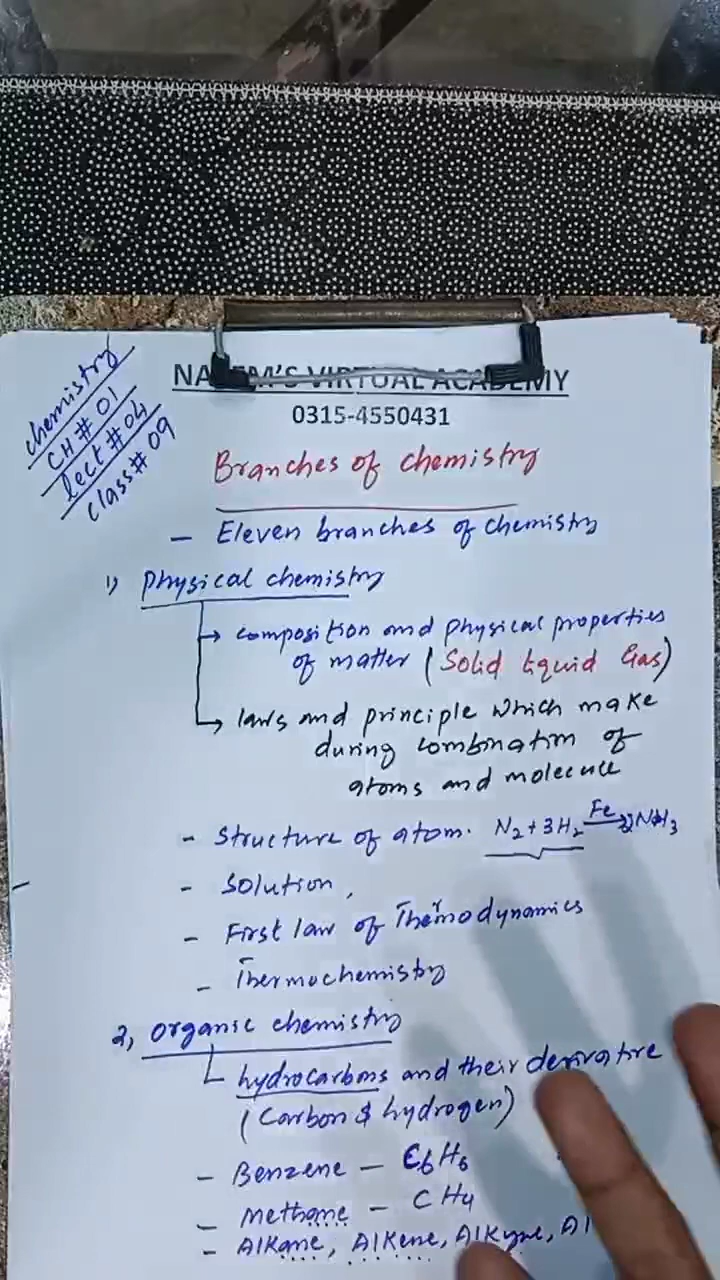 chemistry
CH # 01
lect # 04
class # 09
VIRTUAL ACADEMY
0315-4550431
Branches of chemistry
- Eleven branches of chemistry
1) Physical chemistry
→ composition and physical properties
of matter (Solid liquid Gas)
→ laws and principle which make
during combination of
atoms and molecule
- Structure of atom. N₂ + 3H₂ Fe→ 2NH₃
- Solution,
- First law of Thermodynamics
- Thermochemistry
2, organic chemistry
hydrocarbons and their derivative
(Carbon & hydrogen)
- Benzene - C6H6
- Methane - CH4
- Alkane, Alkene, Alkyne, Al